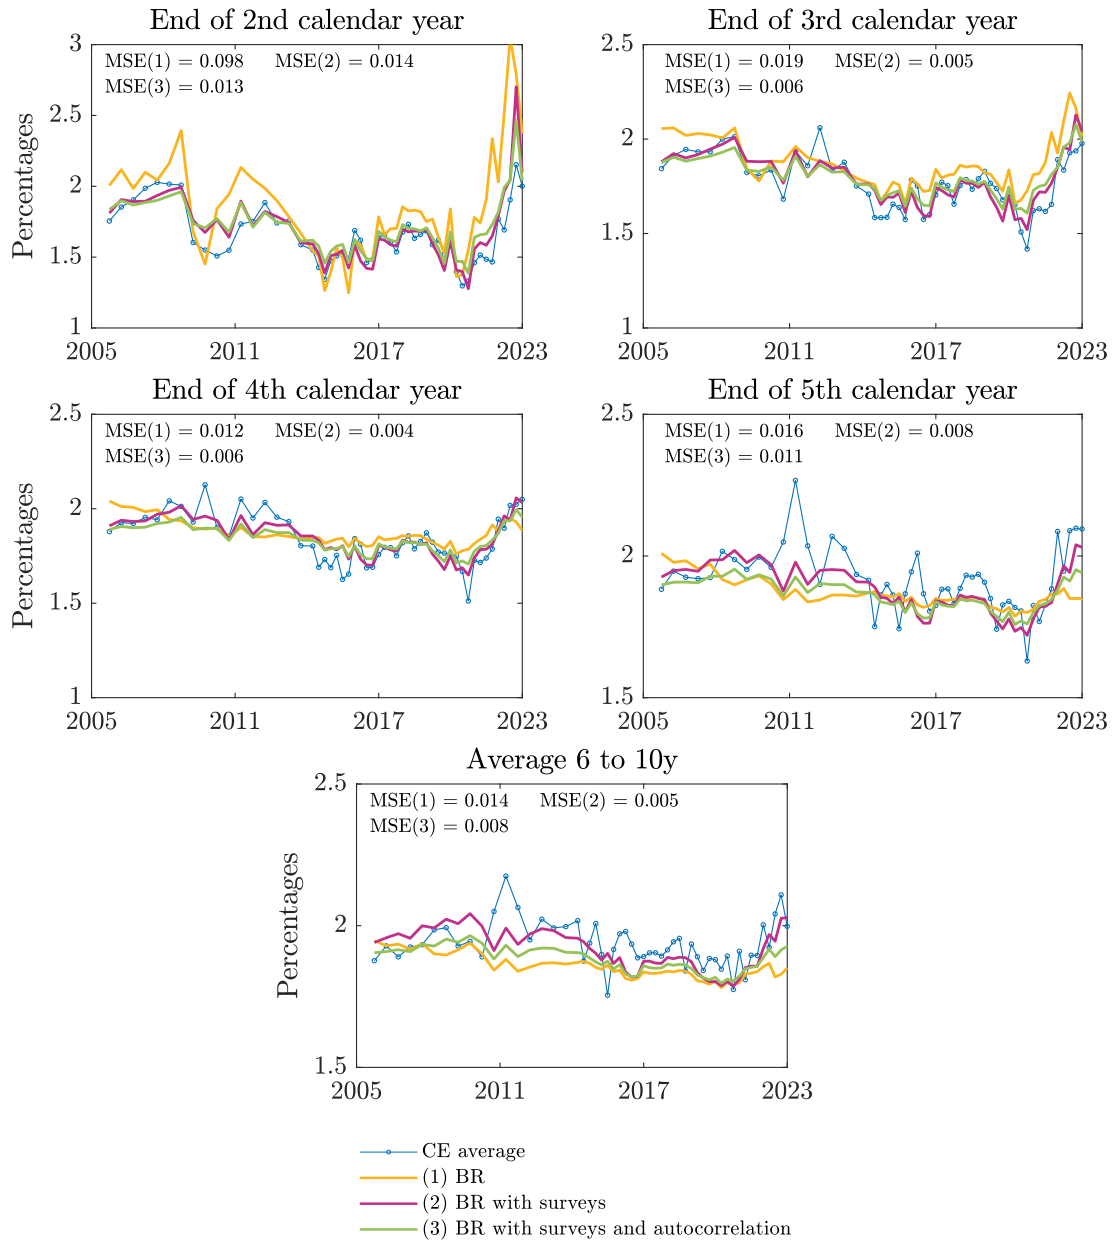 End of 2nd calendar year
3
2.5
2
1.5
1
Percentages
MSE(1) = 0.098 MSE(2) = 0.014
MSE(3) = 0.013
2005 2011 2017 2023
End of 3rd calendar year
2.5
2
1.5
1
MSE(1) = 0.019 MSE(2) = 0.005
MSE(3) = 0.006
2005 2011 2017 2023
End of 4th calendar year
2.5
2
1.5
1
Percentages
MSE(1) = 0.012 MSE(2) = 0.004
MSE(3) = 0.006
2005 2011 2017 2023
End of 5th calendar year
2.5
2
1.5
MSE(1) = 0.016 MSE(2) = 0.008
MSE(3) = 0.011
2005 2011 2017 2023
Average 6 to 10y
2.5
2
1.5
Percentages
MSE(1) = 0.014 MSE(2) = 0.005
MSE(3) = 0.008
2005 2011 2017 2023
CE average
(1) BR
(2) BR with surveys
(3) BR with surveys and autocorrelation